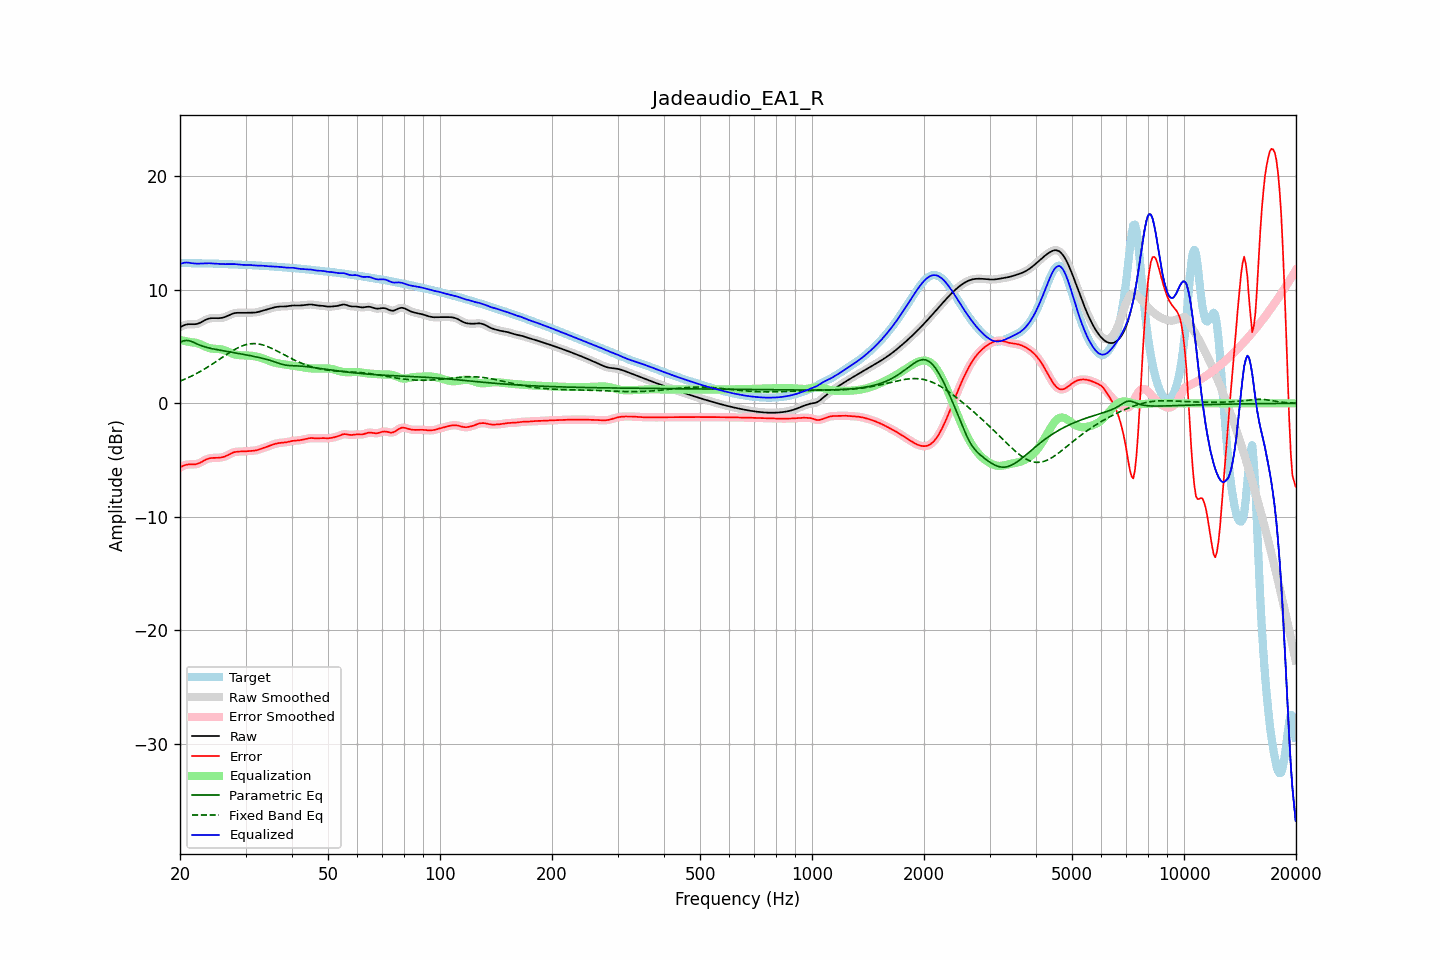 Jadeaudio_EA1_R
Amplitude (dBr)
20
10
0
−10
−20
−30
Target
Raw Smoothed
Error Smoothed
Raw
Error
Equalization
Parametric Eq
Fixed Band Eq
Equalized
20 50 100 200 500 1000 2000 5000 10000 20000
Frequency (Hz)